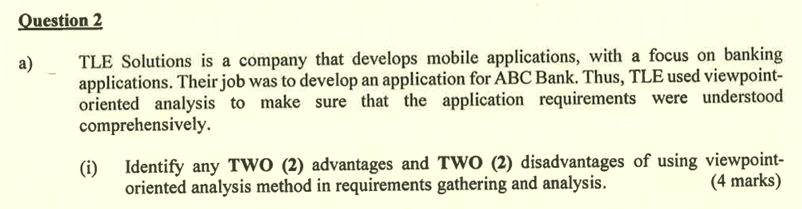 Question 2
a) TLE Solutions is a company that develops mobile applications, with a focus on banking
applications. Their job was to develop an application for ABC Bank. Thus, TLE used viewpoint-
oriented analysis to make sure that the application requirements were understood
comprehensively.
(i) Identify any TWO (2) advantages and TWO (2) disadvantages of using viewpoint-
oriented analysis method in requirements gathering and analysis. (4 marks)